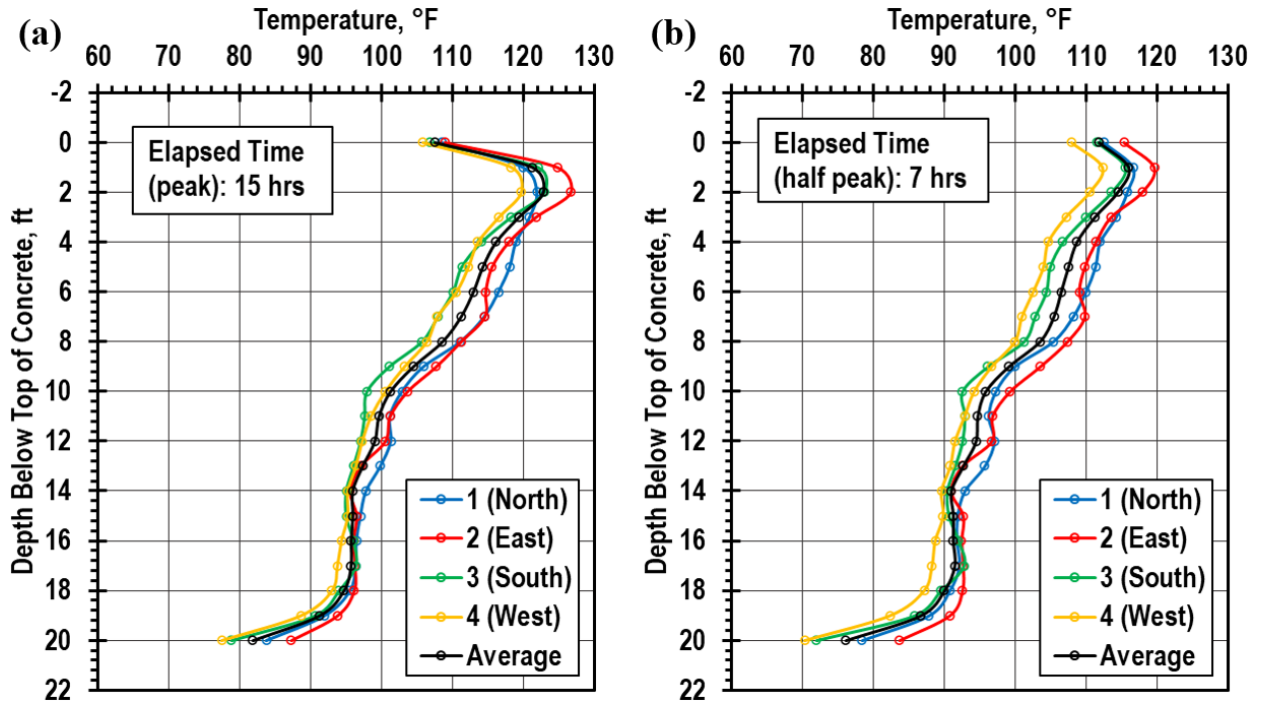 (a)
Temperature, °F
60 70 80 90 100 110 120 130
-2
0
2
4
6
8
10
12
14
16
18
20
22
Depth Below Top of Concrete, ft
Elapsed Time
(peak): 15 hrs
1 (North)
2 (East)
3 (South)
4 (West)
Average
(b)
Temperature, °F
60 70 80 90 100 110 120 130
-2
0
2
4
6
8
10
12
14
16
18
20
22
Depth Below Top of Concrete, ft
Elapsed Time
(half peak): 7 hrs
1 (North)
2 (East)
3 (South)
4 (West)
Average